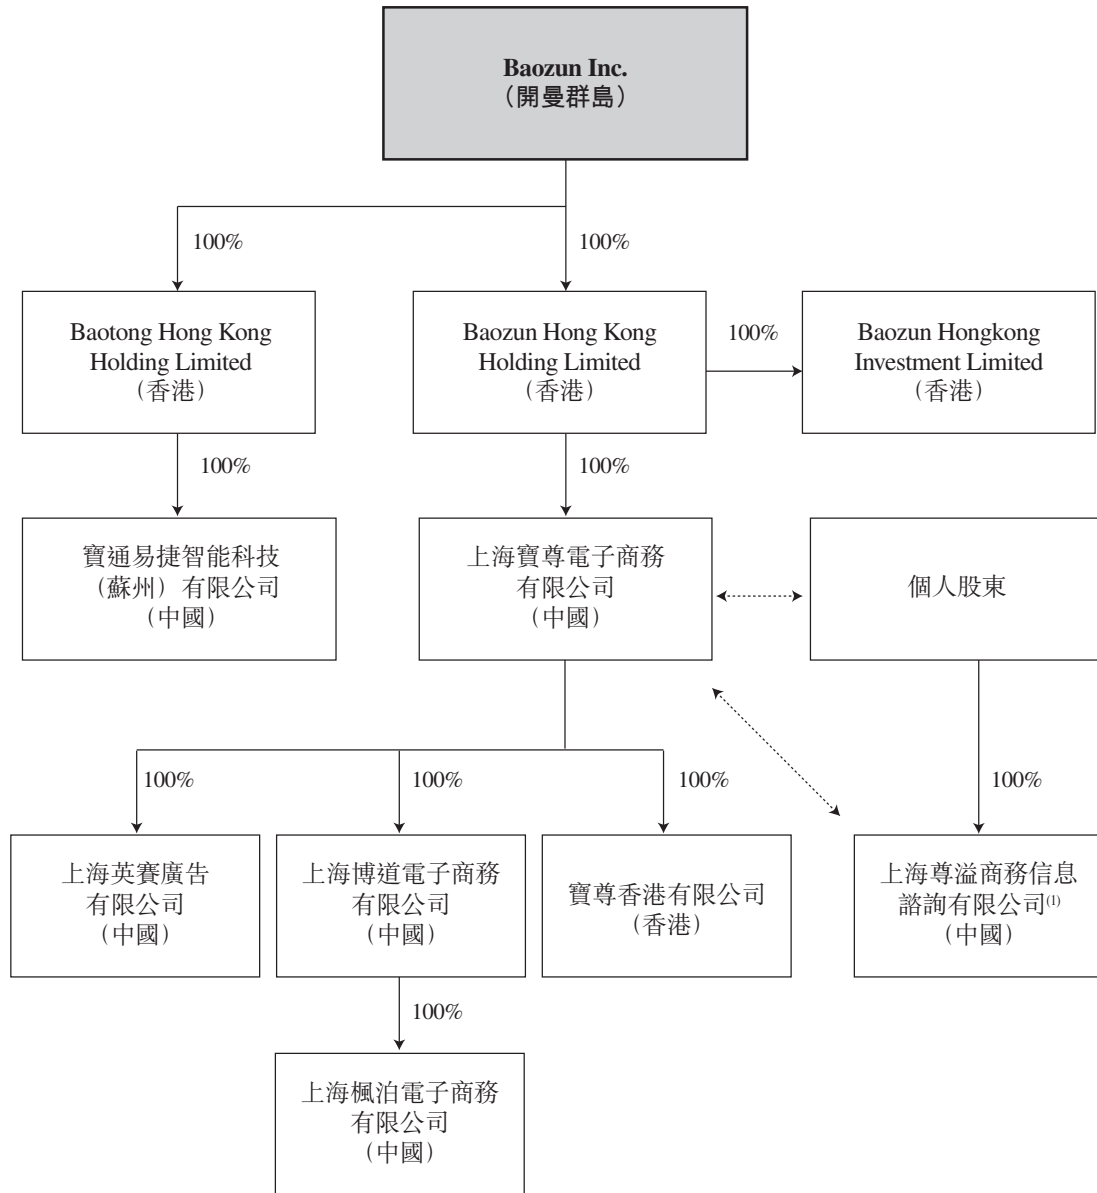 Baozun Inc.
（開曼群島）
100%
100%
Baotong Hong Kong
Holding Limited
（香港）
Baozun Hong Kong
Holding Limited
（香港）
100%
Baozun Hongkong
Investment Limited
（香港）
100%
100%
寶通易捷智能科技
（蘇州）有限公司
（中國）
上海寶尊電子商務
有限公司
（中國）
個人股東
100%
100%
100%
100%
上海英賽廣告
有限公司
（中國）
上海博道電子商務
有限公司
（中國）
寶尊香港有限公司
（香港）
上海尊溢商務信息
諮詢有限公司(1)
（中國）
100%
上海楓泊電子商務
有限公司
（中國）